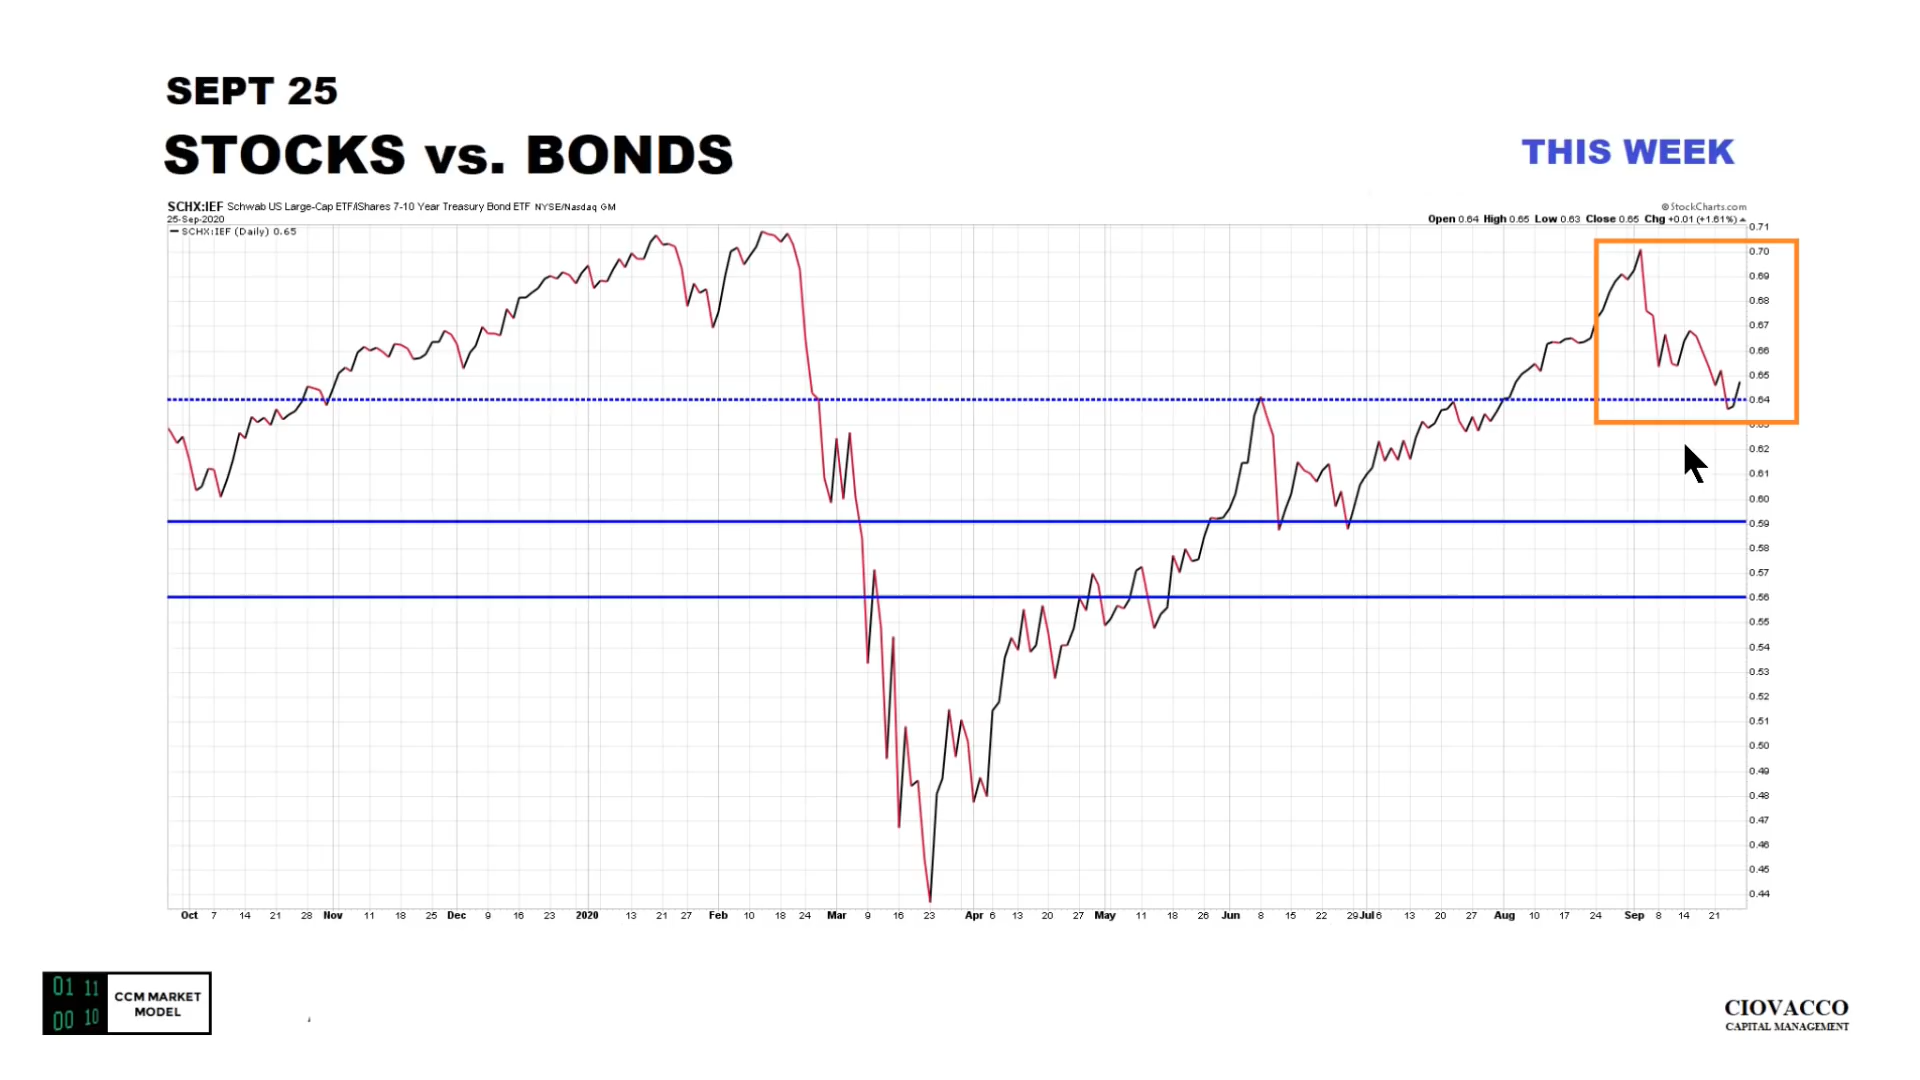 SEPT 25
STOCKS vs. BONDS
THIS WEEK
SCHX:IEF Schwab US Large-Cap ETF/iShares 7-10 Year Treasury Bond ETF NYSE/Nasdaq GM
© StockCharts.com
25-Sep-2020
Open 0.64 High 0.65 Low 0.63 Close 0.65 Chg +0.01 (+1.61%)
SCHX:IEF (Daily) 0.65
0.71
0.70
0.69
0.68
0.67
0.66
0.65
0.64
0.63
0.62
0.61
0.60
0.59
0.58
0.57
0.56
0.55
0.54
0.53
0.52
0.51
0.50
0.49
0.48
0.47
0.46
0.45
0.44
Oct 7 14 21 28 Nov 11 18 25 Dec 9 16 23 2020 13 21 27 Feb 10 18 24 Mar 9 16 23 Apr 6 13 20 27 May 11 18 26 Jun 8 15 22 29 Jul 6 13 20 27 Aug 10 17 24 Sep 8 14 21
01 11
00 10
CCM MARKET
MODEL
CIOVACCO
CAPITAL MANAGEMENT